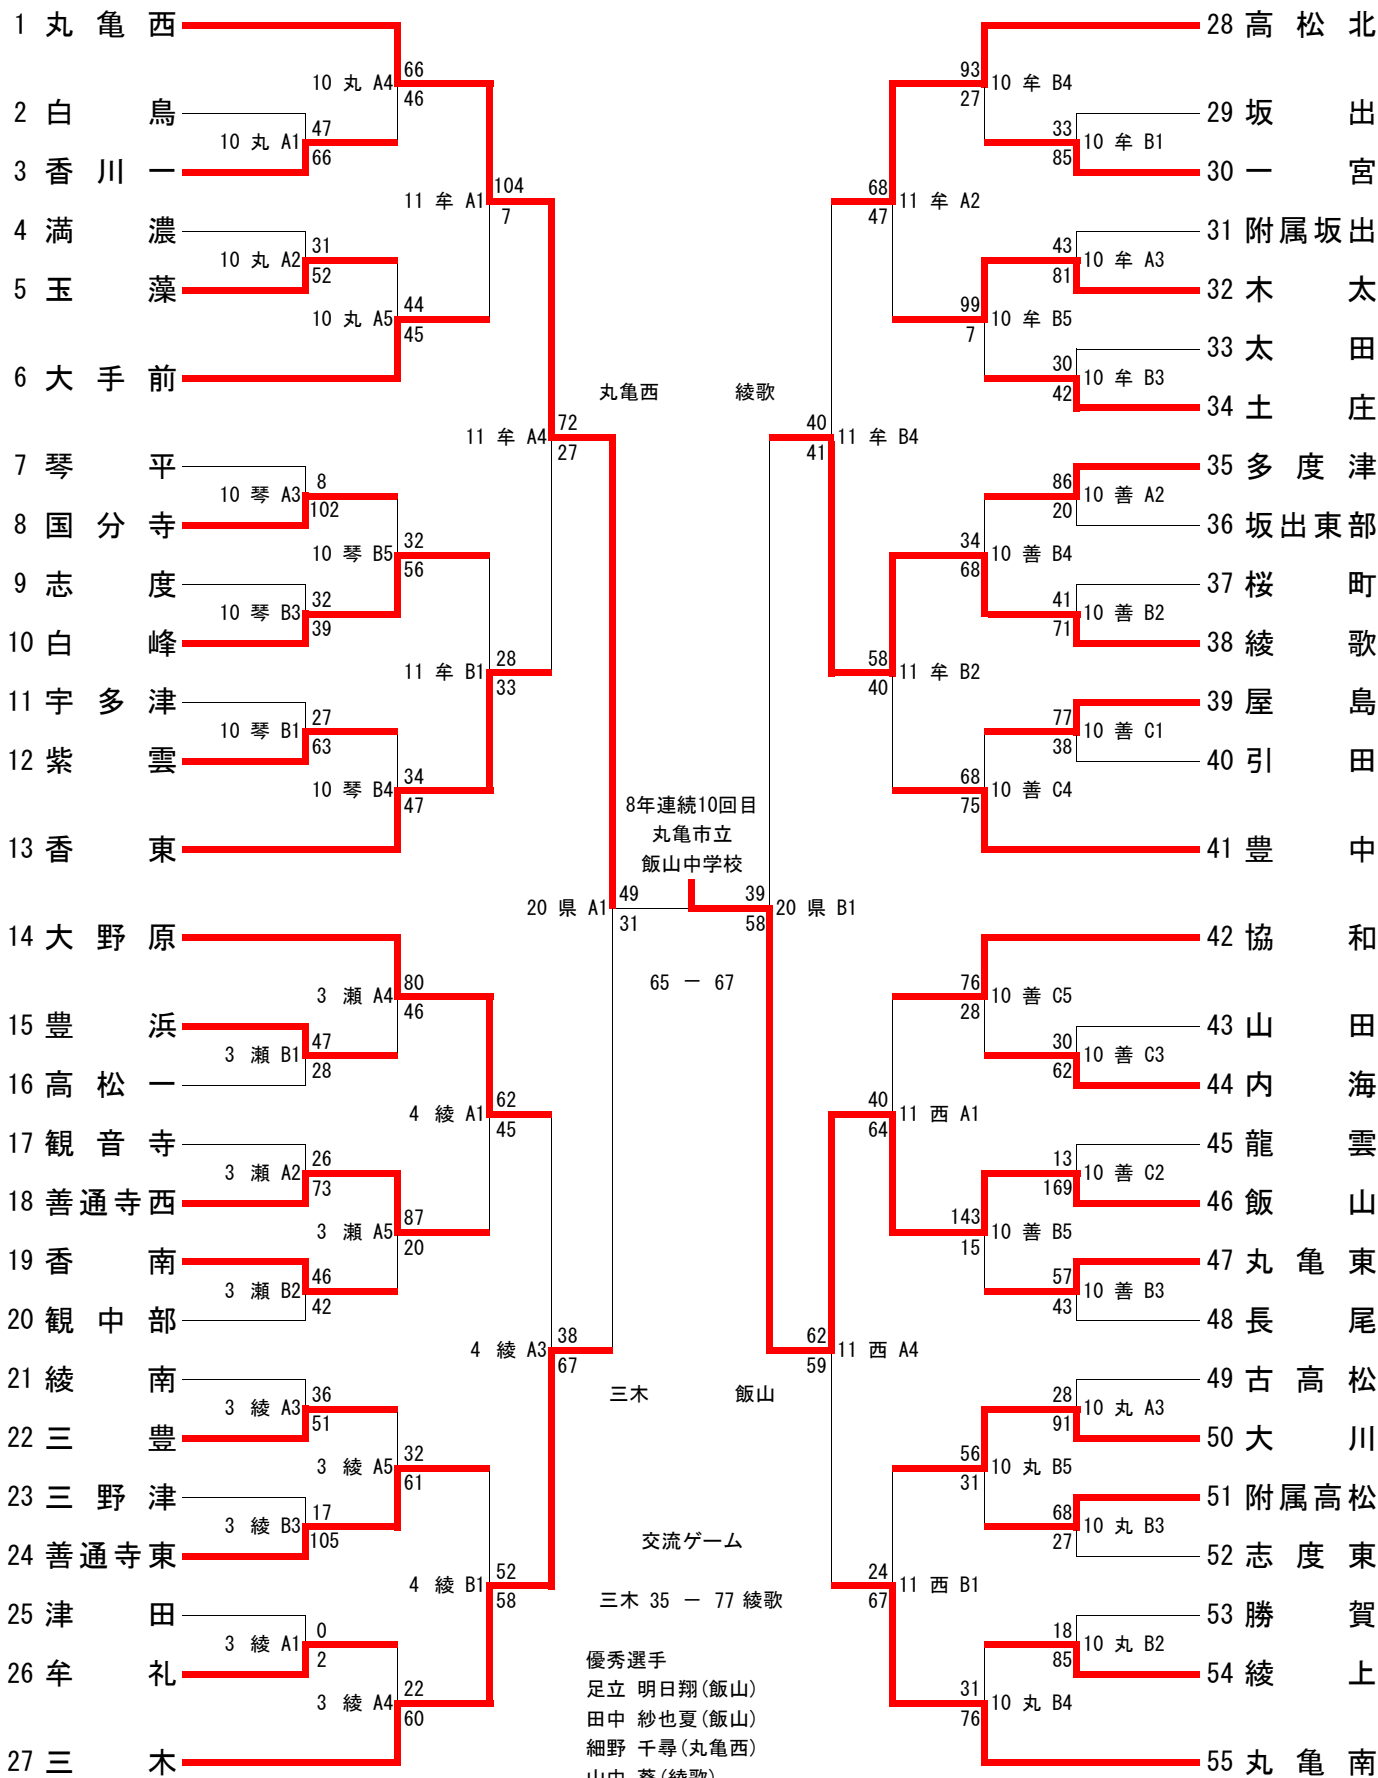 1 丸亀西
2 白鳥
3 香川一
4 満濃
5 玉藻
6 大手前
7 琴平
8 国分寺
9 志度
10 白峰
11 宇多津
12 紫雲
13 香東
14 大野原
15 豊浜
16 高松一
17 観音寺
18 善通寺西
19 香南
20 観中部
21 綾南
22 三豊
23 三野津
24 善通寺東
25 津田
26 牟礼
27 三木
10 丸 A4 66 46
10 丸 A1 47 66
11 牟 A1 104 7
10 丸 A2 31 52
10 丸 A5 44 45
11 牟 A4 72 27
10 琴 A3 8 102
10 琴 B5 32 56
10 琴 B3 32 39
11 牟 B1 28 33
10 琴 B1 27 63
10 琴 B4 34 47
20 県 A1 49 31
3 瀬 A4 80 46
3 瀬 B1 47 28
4 綾 A1 62 45
3 瀬 A2 26 73
3 瀬 A5 87 20
3 瀬 B2 46 42
4 綾 A3 38 67
3 綾 A3 36 51
3 綾 A5 32 61
3 綾 B3 17 105
4 綾 B1 52 58
3 綾 A1 0 2
3 綾 A4 22 60
丸亀西 綾歌
8年連続10回目
丸亀市立
飯山中学校
65 － 67
三木 飯山
交流ゲーム
三木 35 － 77 綾歌
優秀選手
足立 明日翔(飯山)
田中 紗也夏(飯山)
細野 千尋(丸亀西)
山中 葵(綾歌)
93 27 10 牟 B4
33 85 10 牟 B1
68 47 11 牟 A2
43 81 10 牟 A3
99 7 10 牟 B5
30 42 10 牟 B3
40 41 11 牟 B4
86 20 10 善 A2
34 68 10 善 B4
41 71 10 善 B2
58 40 11 牟 B2
77 38 10 善 C1
68 75 10 善 C4
39 58 20 県 B1
76 28 10 善 C5
30 62 10 善 C3
40 64 11 西 A1
13 169 10 善 C2
143 15 10 善 B5
57 43 10 善 B3
62 59 11 西 A4
28 91 10 丸 A3
56 31 10 丸 B5
68 27 10 丸 B3
24 67 11 西 B1
18 85 10 丸 B2
31 76 10 丸 B4
28 高松北
29 坂出
30 一宮
31 附属坂出
32 木太
33 太田
34 土庄
35 多度津
36 坂出東部
37 桜町
38 綾歌
39 屋島
40 引田
41 豊中
42 協和
43 山田
44 内海
45 龍雲
46 飯山
47 丸亀東
48 長尾
49 古高松
50 大川
51 附属高松
52 志度東
53 勝賀
54 綾上
55 丸亀南